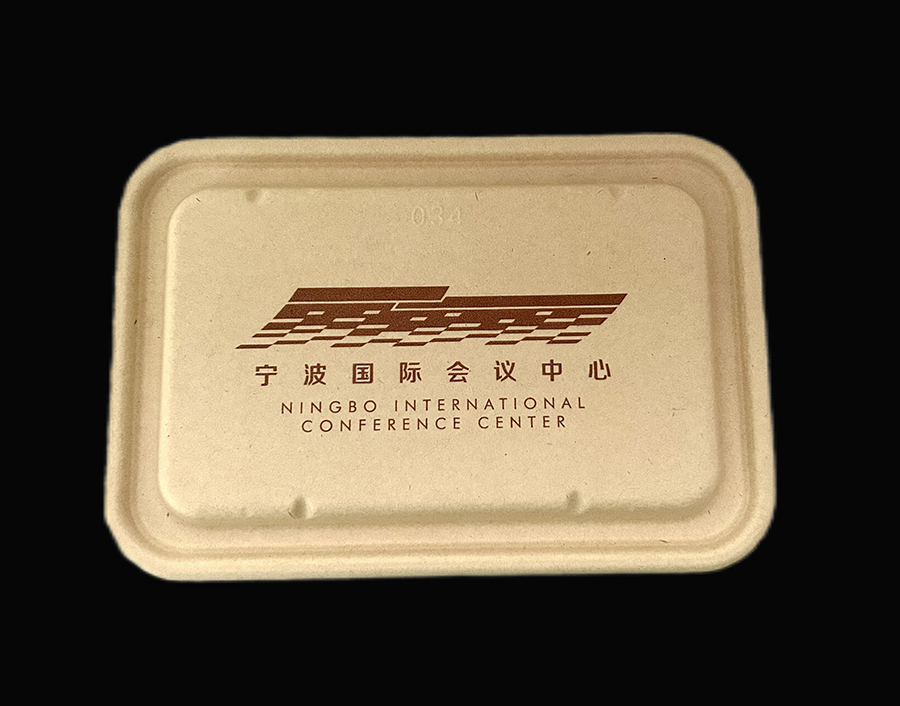 034
宁波国际会议中心
NINGBO INTERNATIONAL
CONFERENCE CENTER